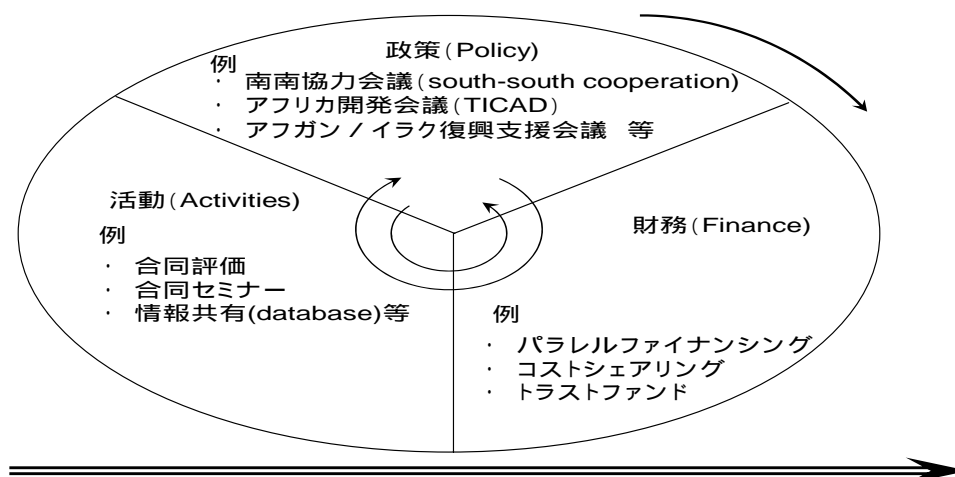 政策(Policy)
例
・ 南南協力会議(south-south cooperation)
・ アフリカ開発会議(TICAD)
・ アフガン / イラク復興支援会議 等
活動(Activities)
例
・ 合同評価
・ 合同セミナー
・ 情報共有(database)等
財務(Finance)
例
・ パラレルファイナンシング
・ コストシェアリング
・ トラストファンド